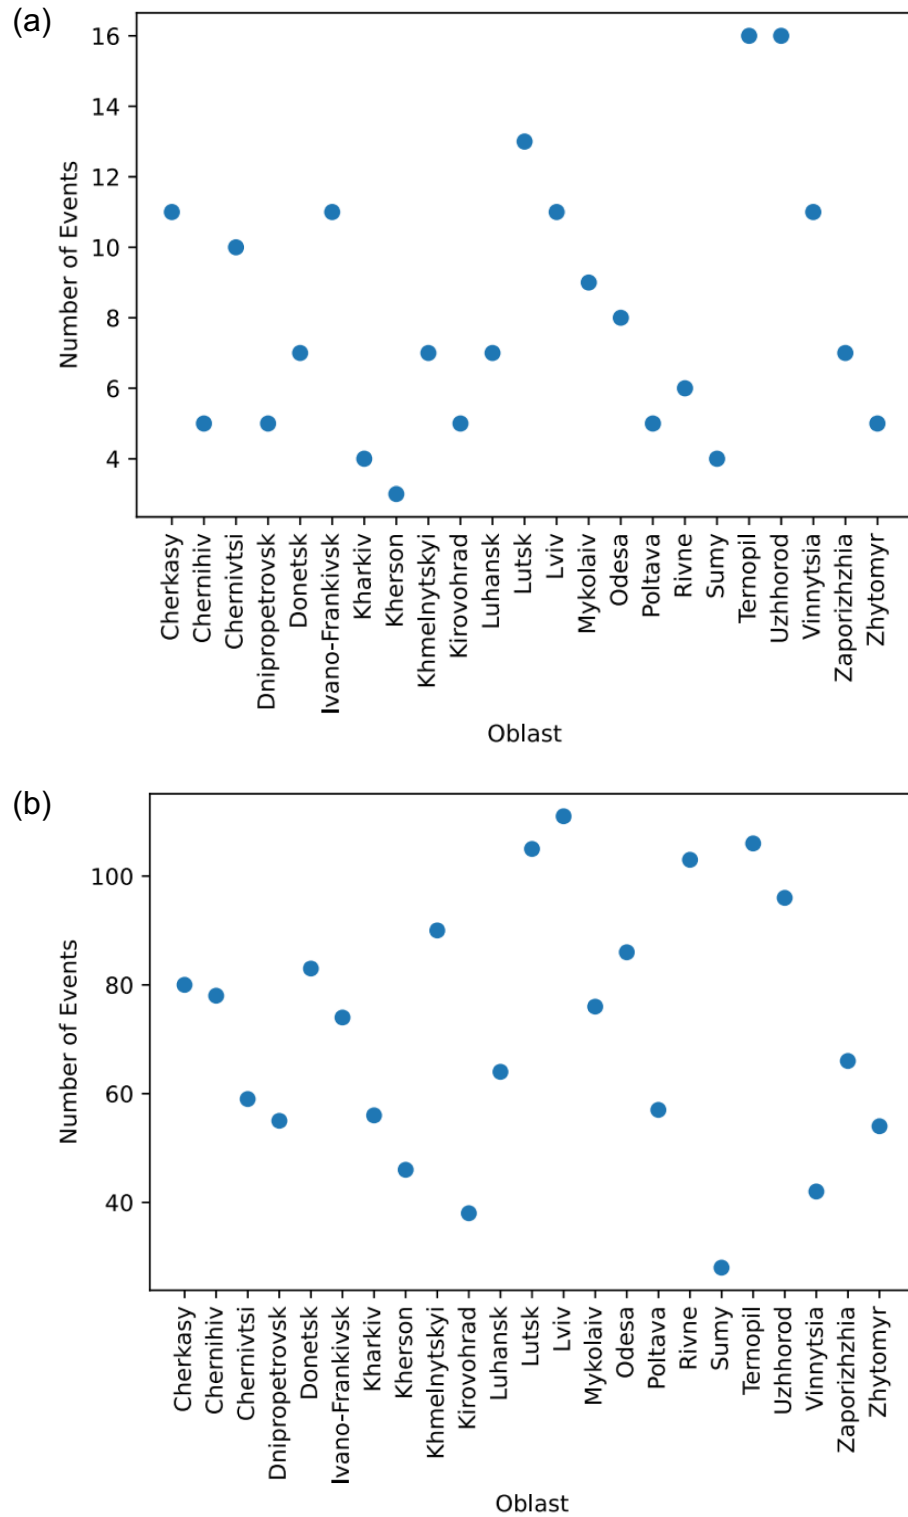 (a)
Number of Events
16
14
12
10
8
6
4
Cherkasy
Chernihiv
Chernivtsi
Dnipropetrovsk
Donetsk
Ivano-Frankivsk
Kharkiv
Kherson
Khmelnytskyi
Kirovohrad
Luhansk
Lutsk
Lviv
Mykolaiv
Odesa
Poltava
Rivne
Sumy
Ternopil
Uzhhorod
Vinnytsia
Zaporizhzhia
Zhytomyr
Oblast
(b)
Number of Events
100
80
60
40
Cherkasy
Chernihiv
Chernivtsi
Dnipropetrovsk
Donetsk
Ivano-Frankivsk
Kharkiv
Kherson
Khmelnytskyi
Kirovohrad
Luhansk
Lutsk
Lviv
Mykolaiv
Odesa
Poltava
Rivne
Sumy
Ternopil
Uzhhorod
Vinnytsia
Zaporizhzhia
Zhytomyr
Oblast